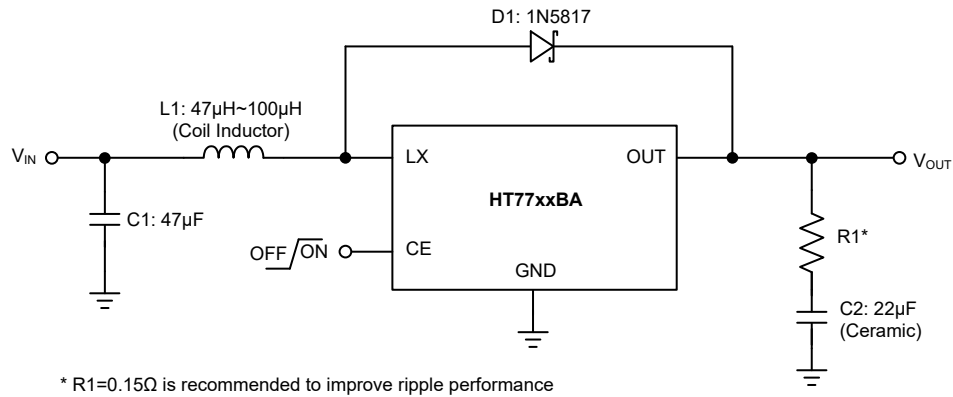 D1: 1N5817
L1: 47µH~100µH
(Coil Inductor)
VIN
LX
OUT
VOUT
HT77xxBA
C1: 47µF
R1*
OFF/ON
CE
GND
C2: 22µF
(Ceramic)
* R1=0.15Ω is recommended to improve ripple performance